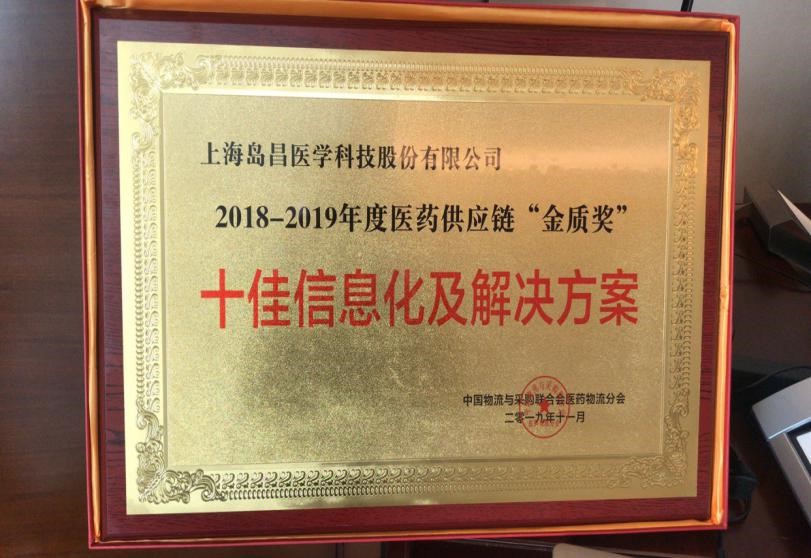 上海岛昌医学科技股份有限公司
2018-2019年度医药供应链“金质奖”
十佳信息化及解决方案
中国物流与采购联合会医药物流分会
二零一九年十一月